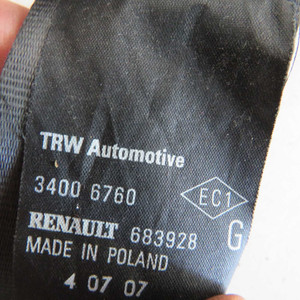 TRW Automotive
3400 6760 EC1
RENAULT 683928 G
MADE IN POLAND
4 07 07